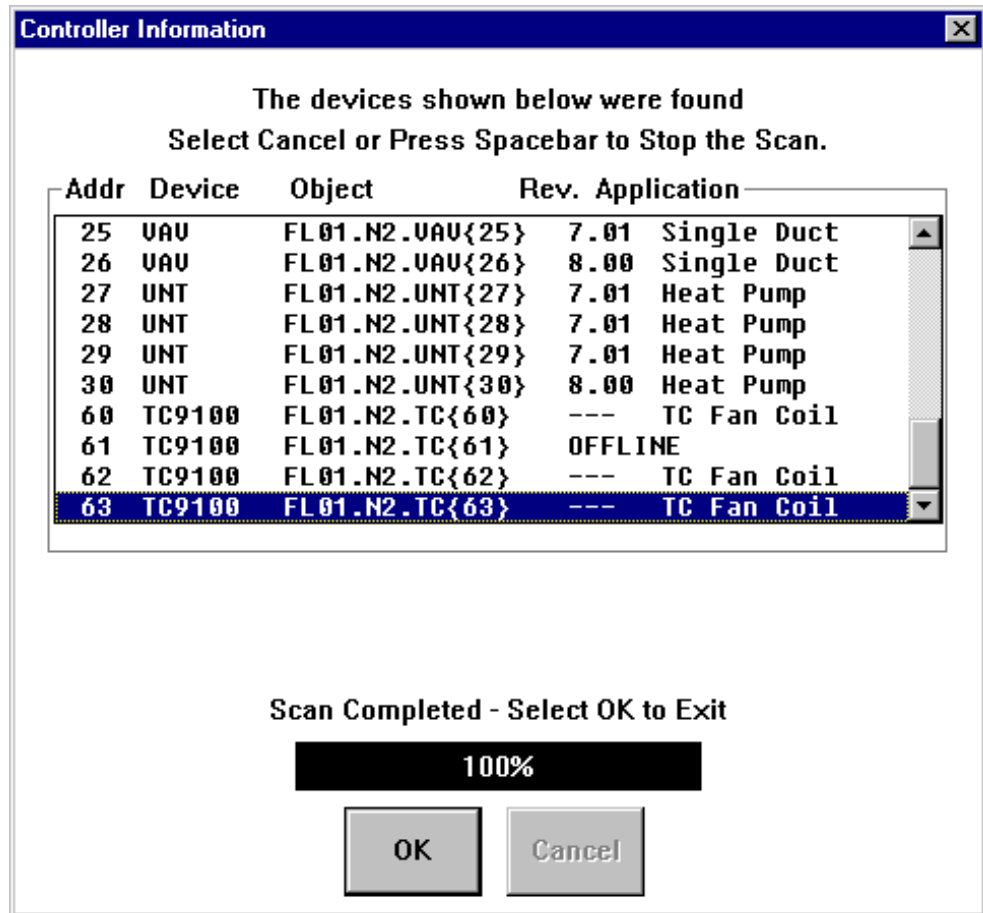 Controller Information
The devices shown below were found
Select Cancel or Press Spacebar to Stop the Scan.
Addr Device Object Rev. Application
25 VAV FL01.N2.VAV{25} 7.01 Single Duct
26 VAV FL01.N2.VAV{26} 8.00 Single Duct
27 UNT FL01.N2.UNT{27} 7.01 Heat Pump
28 UNT FL01.N2.UNT{28} 7.01 Heat Pump
29 UNT FL01.N2.UNT{29} 7.01 Heat Pump
30 UNT FL01.N2.UNT{30} 8.00 Heat Pump
60 TC9100 FL01.N2.TC{60} --- TC Fan Coil
61 TC9100 FL01.N2.TC{61} OFFLINE
62 TC9100 FL01.N2.TC{62} --- TC Fan Coil
63 TC9100 FL01.N2.TC{63} --- TC Fan Coil
Scan Completed - Select OK to Exit
100%
OK Cancel